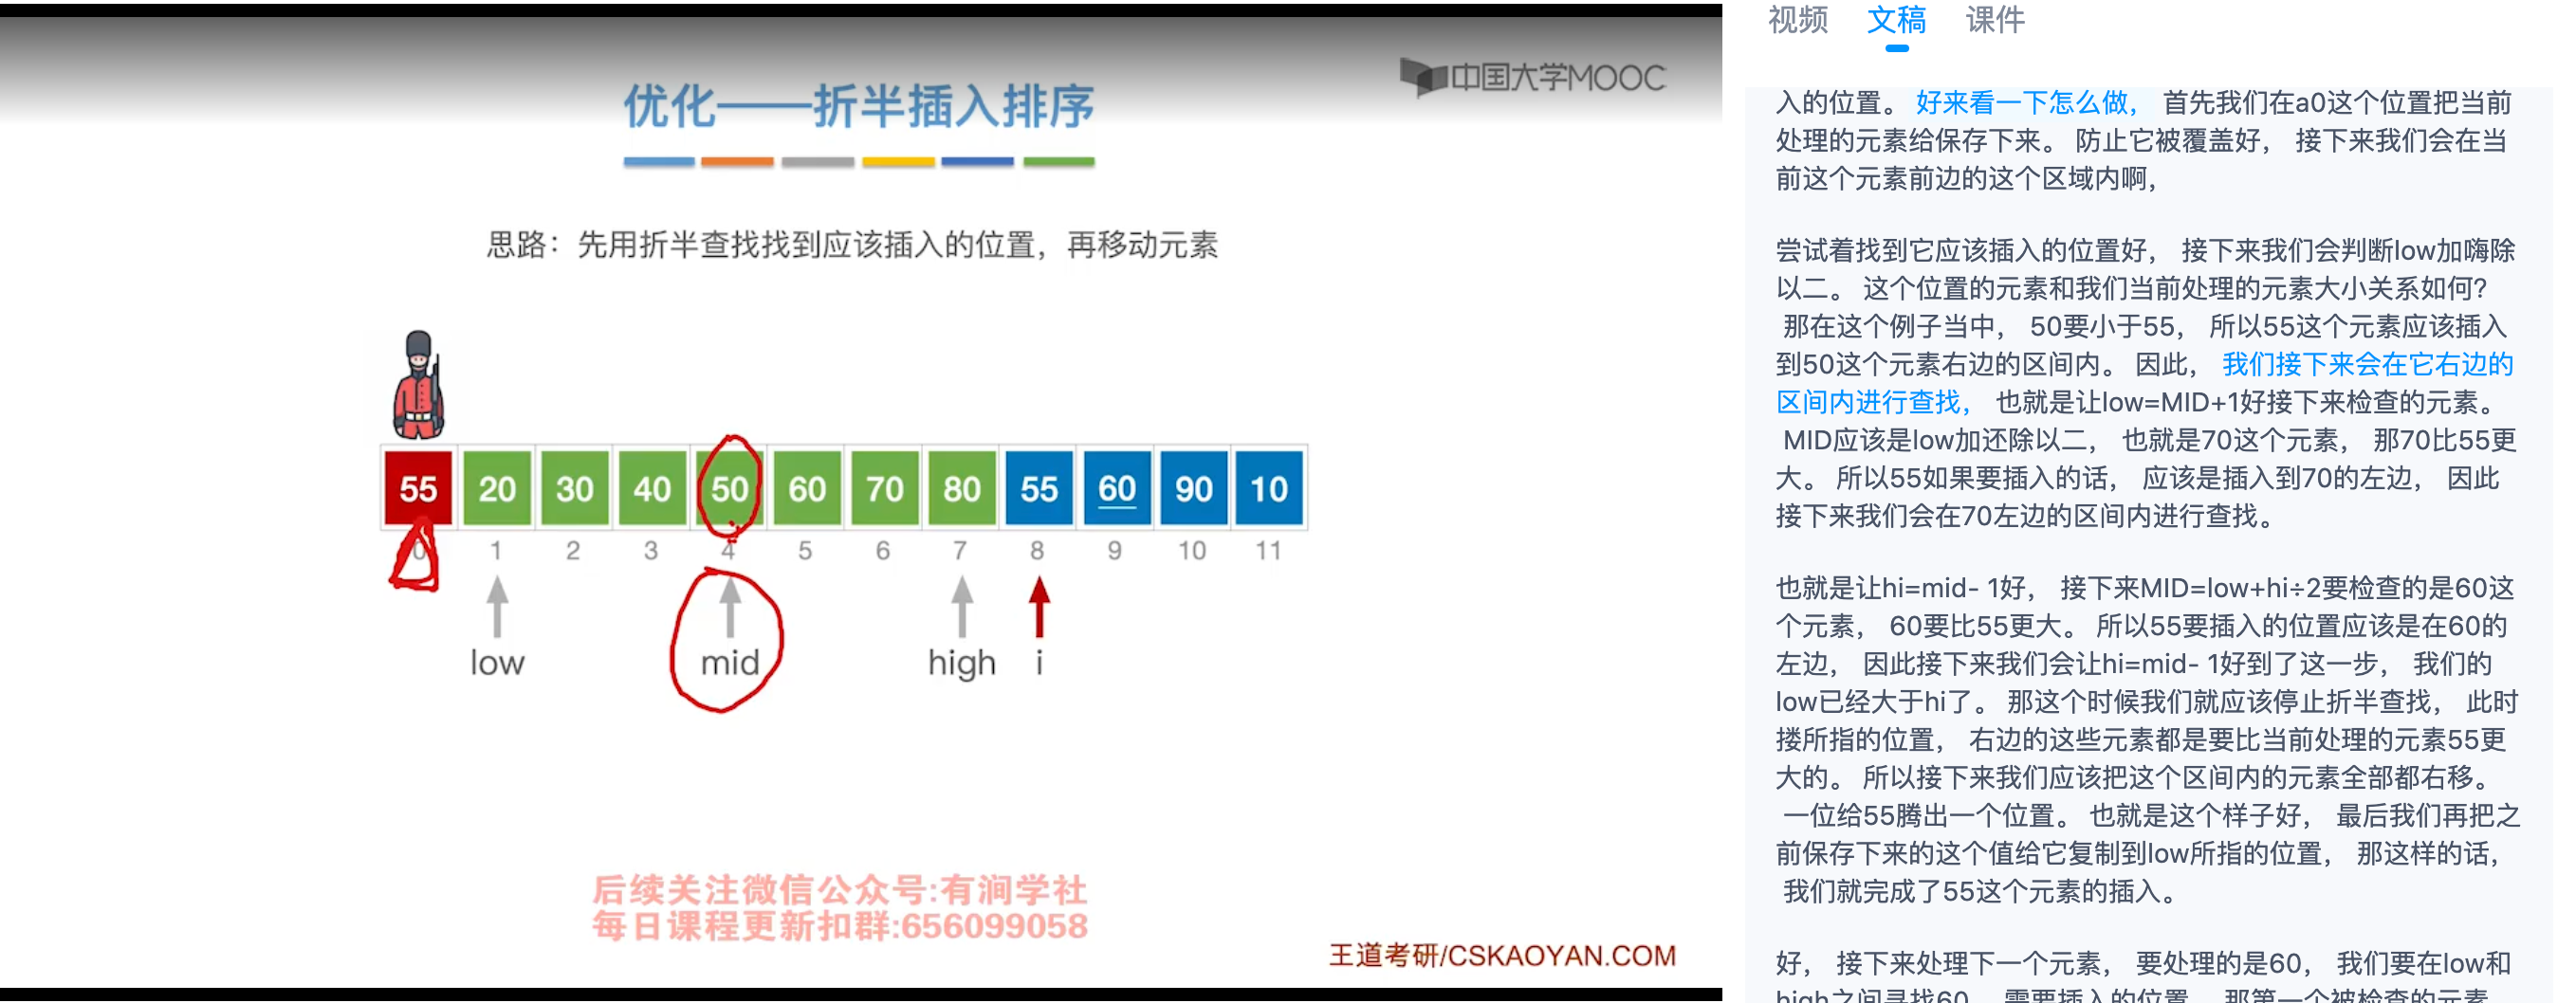 中国大学MOOC
优化——折半插入排序
思路：先用折半查找找到应该插入的位置，再移动元素
55 20 30 40 50 60 70 80 55 60 90 10
0 1 2 3 4 5 6 7 8 9 10 11
low mid high i
后续关注微信公众号:有涧学社
每日课程更新扣群:656099058
王道考研/CSKAOYAN.COM
视频 文稿 课件
入的位置。 好来看一下怎么做， 首先我们在a0这个位置把当前
处理的元素给保存下来。 防止它被覆盖好， 接下来我们会在当
前这个元素前边的这个区域内啊，
尝试着找到它应该插入的位置好， 接下来我们会判断low加嗨除
以二。 这个位置的元素和我们当前处理的元素大小关系如何?
那在这个例子当中， 50要小于55， 所以55这个元素应该插入
到50这个元素右边的区间内。 因此， 我们接下来会在它右边的
区间内进行查找， 也就是让low=MID+1好接下来检查的元素。
MID应该是low加还除以二， 也就是70这个元素， 那70比55更
大。 所以55如果要插入的话， 应该是插入到70的左边， 因此
接下来我们会在70左边的区间内进行查找。
也就是让hi=mid- 1好， 接下来MID=low+hi÷2要检查的是60这
个元素， 60要比55更大。 所以55要插入的位置应该是在60的
左边， 因此接下来我们会让hi=mid- 1好到了这一步， 我们的
low已经大于hi了。 那这个时候我们就应该停止折半查找， 此时
搂所指的位置， 右边的这些元素都是要比当前处理的元素55更
大的。 所以接下来我们应该把这个区间内的元素全部都右移。
一位给55腾出一个位置。 也就是这个样子好， 最后我们再把之
前保存下来的这个值给它复制到low所指的位置， 那这样的话，
我们就完成了55这个元素的插入。
好， 接下来处理下一个元素， 要处理的是60， 我们要在low和
high之间寻找60， 需要插入的位置， 那第一个被检查的元素